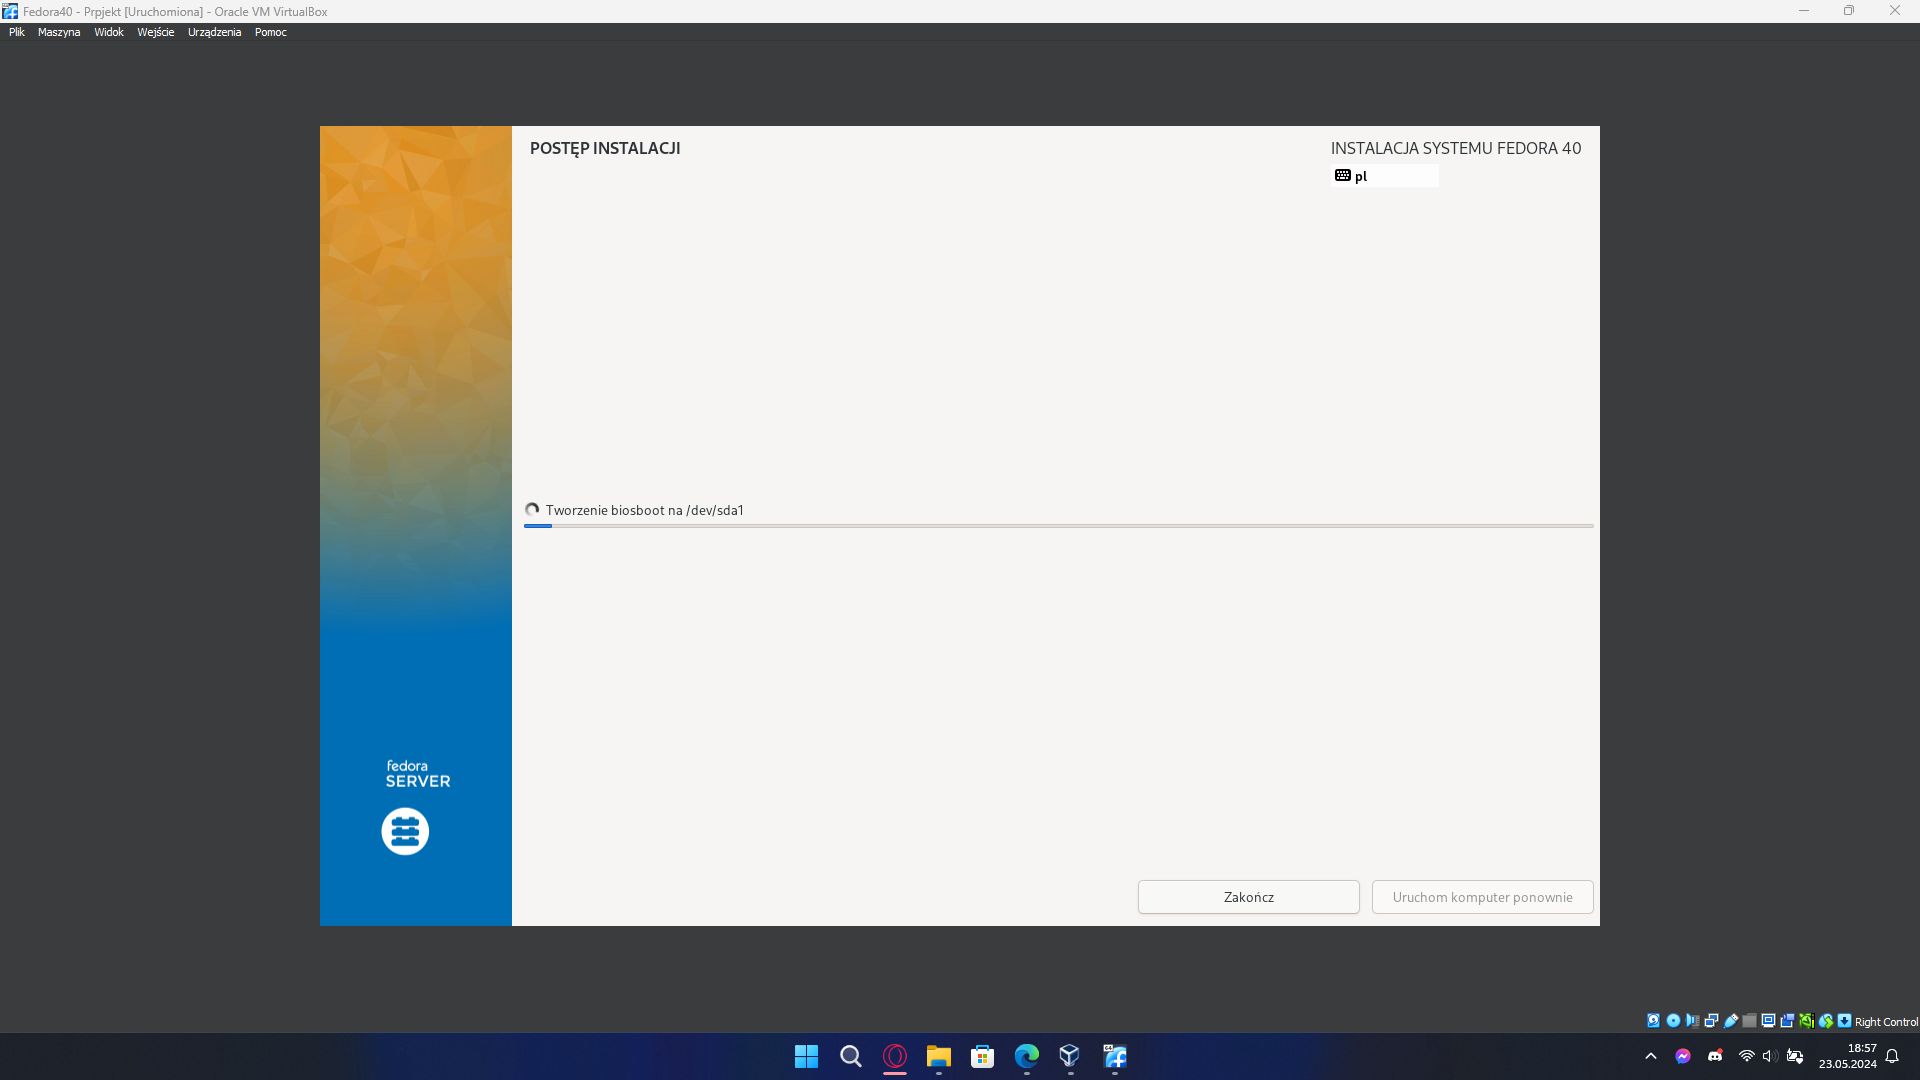 Fedora40 - Prpjekt [Uruchomiona] - Oracle VM VirtualBox
Plik Maszyna Widok Wejście Urządzenia Pomoc
POSTĘP INSTALACJI
INSTALACJA SYSTEMU FEDORA 40
pl
Tworzenie biosboot na /dev/sda1
fedora
SERVER
Zakończ
Uruchom komputer ponownie
Right Control
18:57
23.05.2024